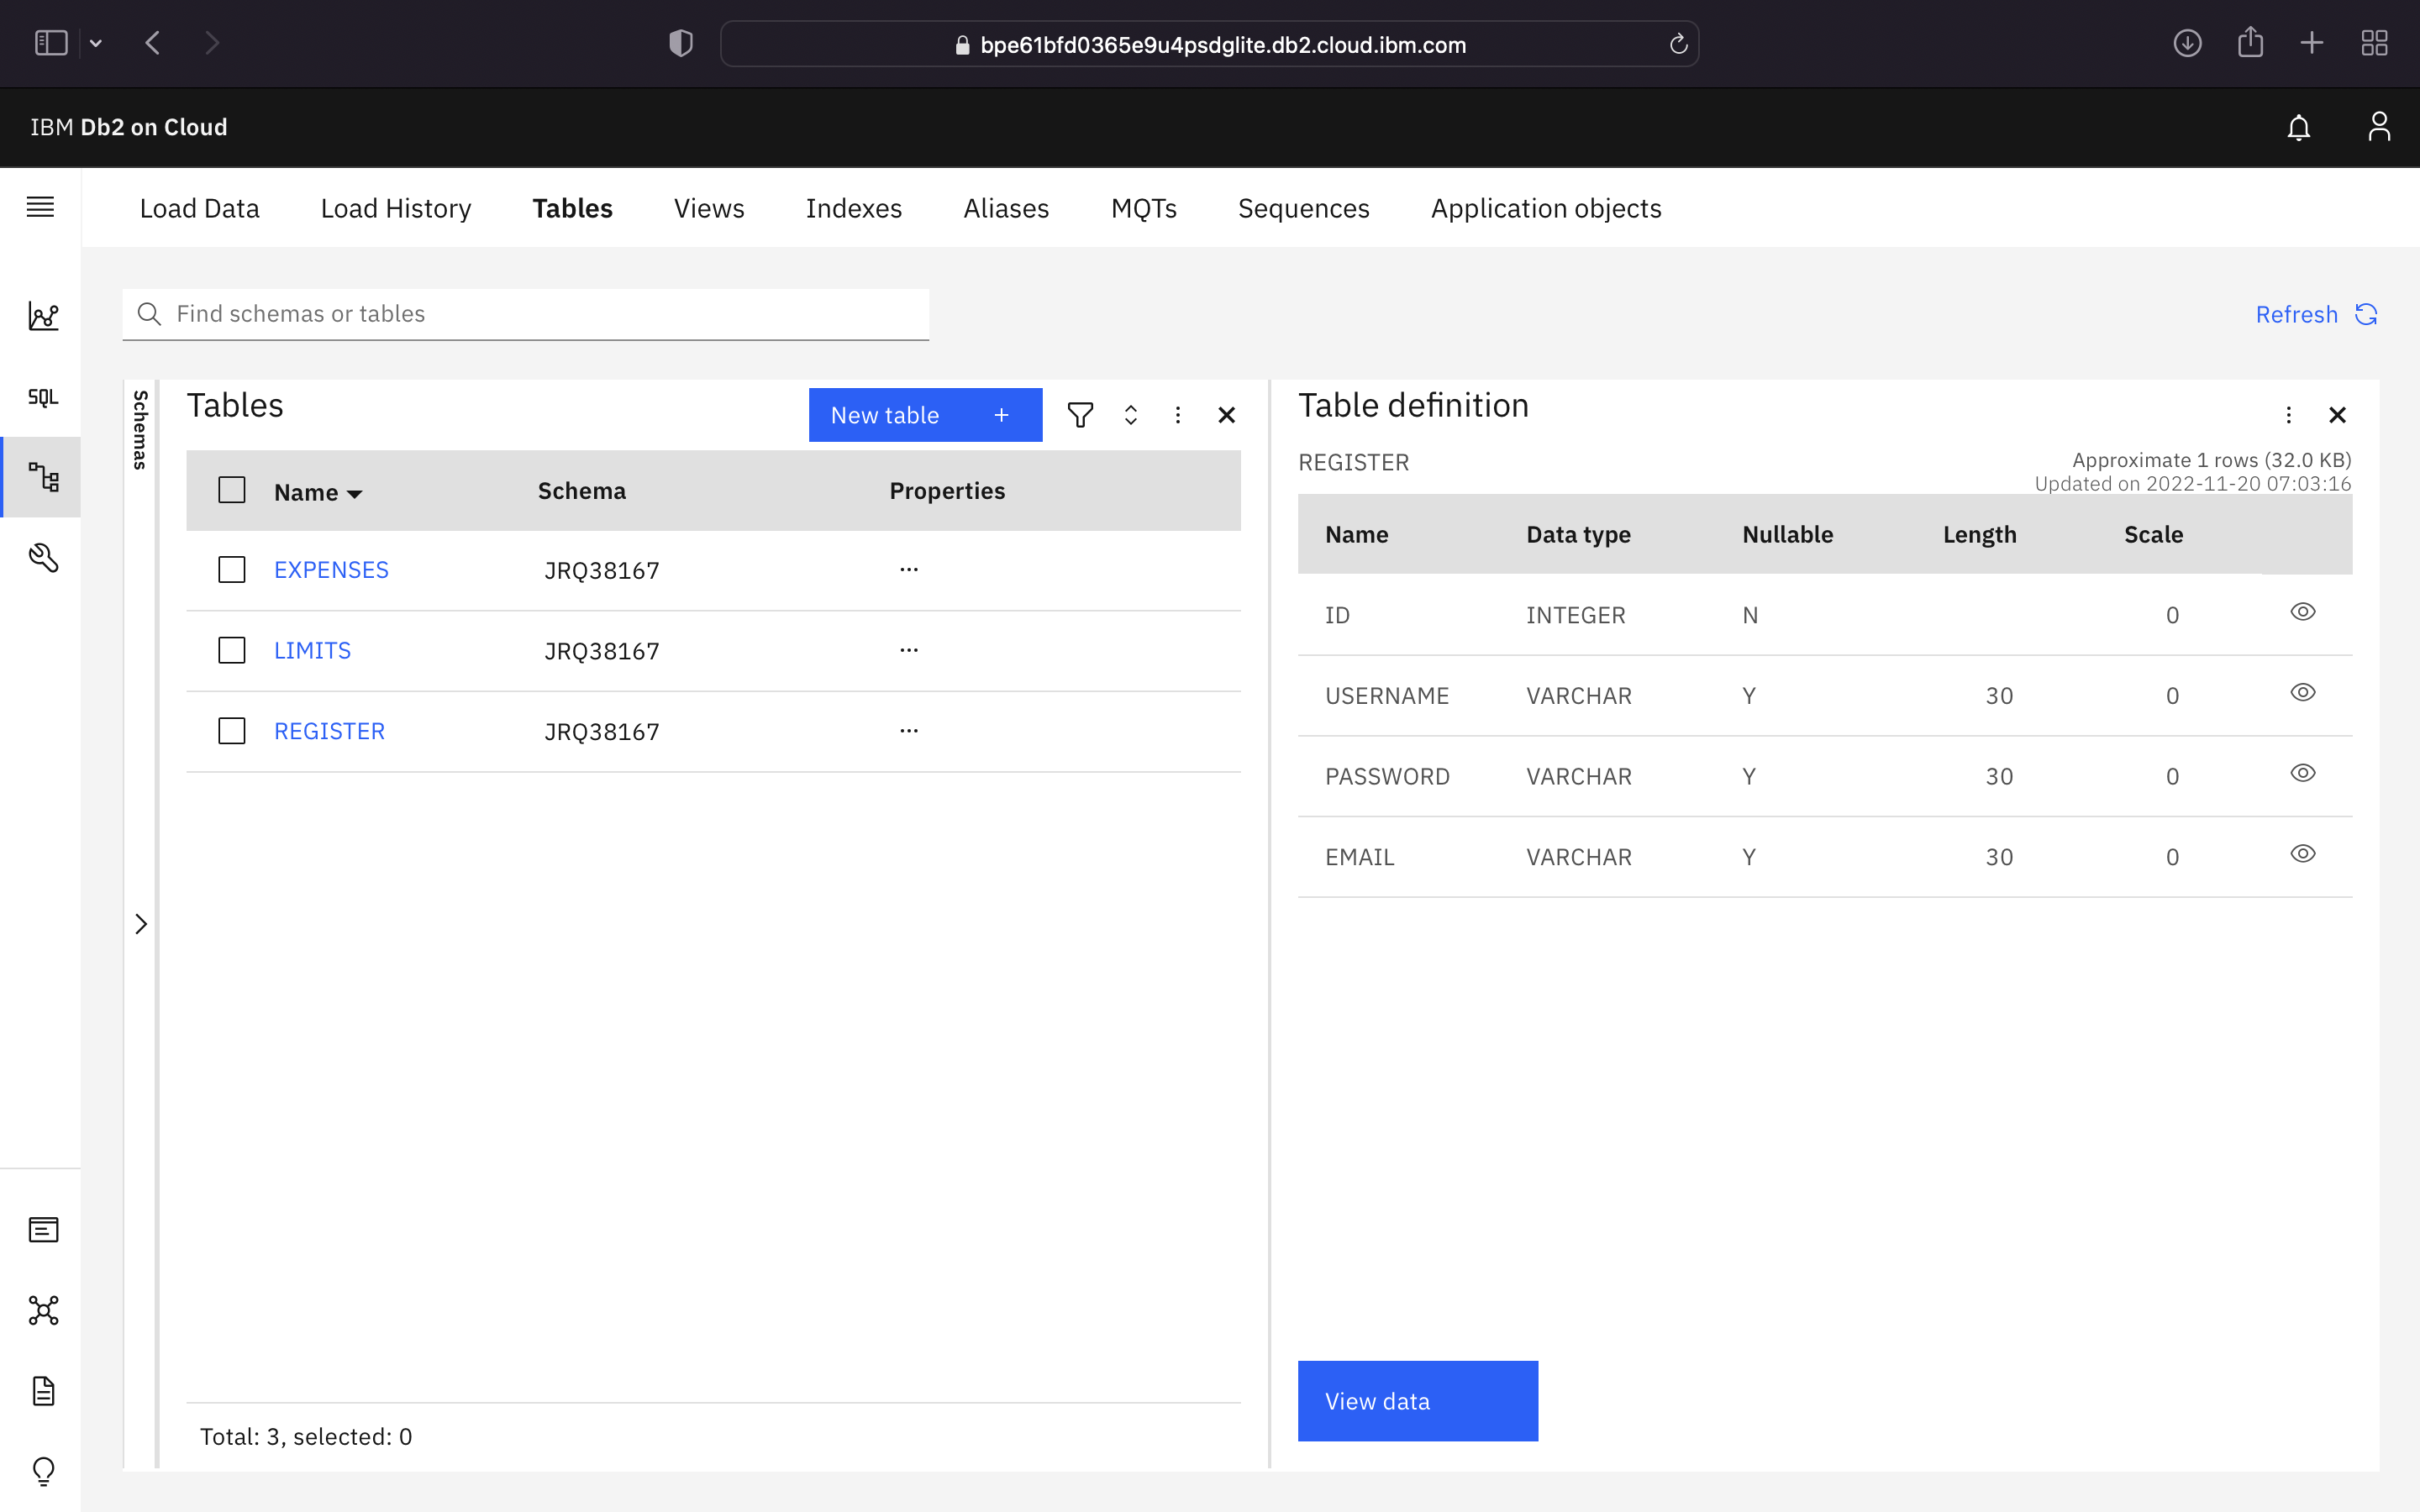 bpe61bfd0365e9u4psdglite.db2.cloud.ibm.com
IBM Db2 on Cloud
Load Data Load History Tables Views Indexes Aliases MQTs Sequences Application objects
Find schemas or tables
Refresh
SQL
Schemas
Tables
New table +
Name Schema Properties
EXPENSES JRQ38167 ...
LIMITS JRQ38167 ...
REGISTER JRQ38167 ...
Total: 3, selected: 0
Table definition
REGISTER
Approximate 1 rows (32.0 KB)
Updated on 2022-11-20 07:03:16
Name Data type Nullable Length Scale
ID INTEGER N 0
USERNAME VARCHAR Y 30 0
PASSWORD VARCHAR Y 30 0
EMAIL VARCHAR Y 30 0
View data